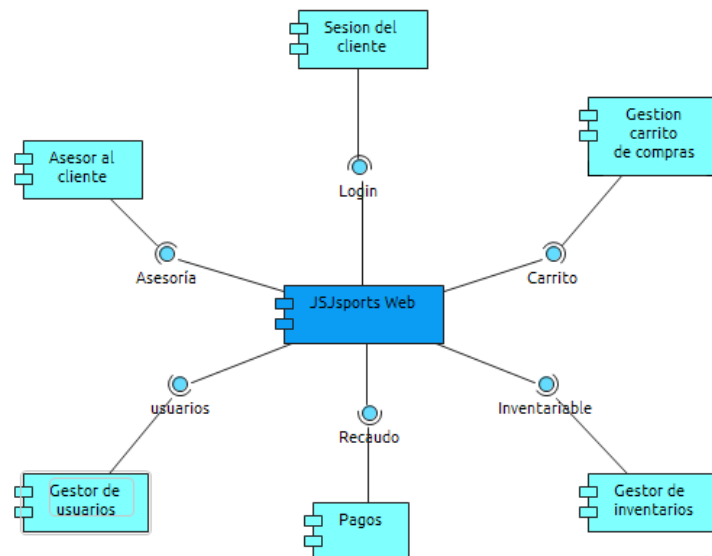 Sesion del
cliente
Gestion
carrito
de compras
Asesor al
cliente
Login
Asesoría
Carrito
JSJsports Web
usuarios
Inventariable
Recaudo
Gestor de
usuarios
Gestor de
inventarios
Pagos